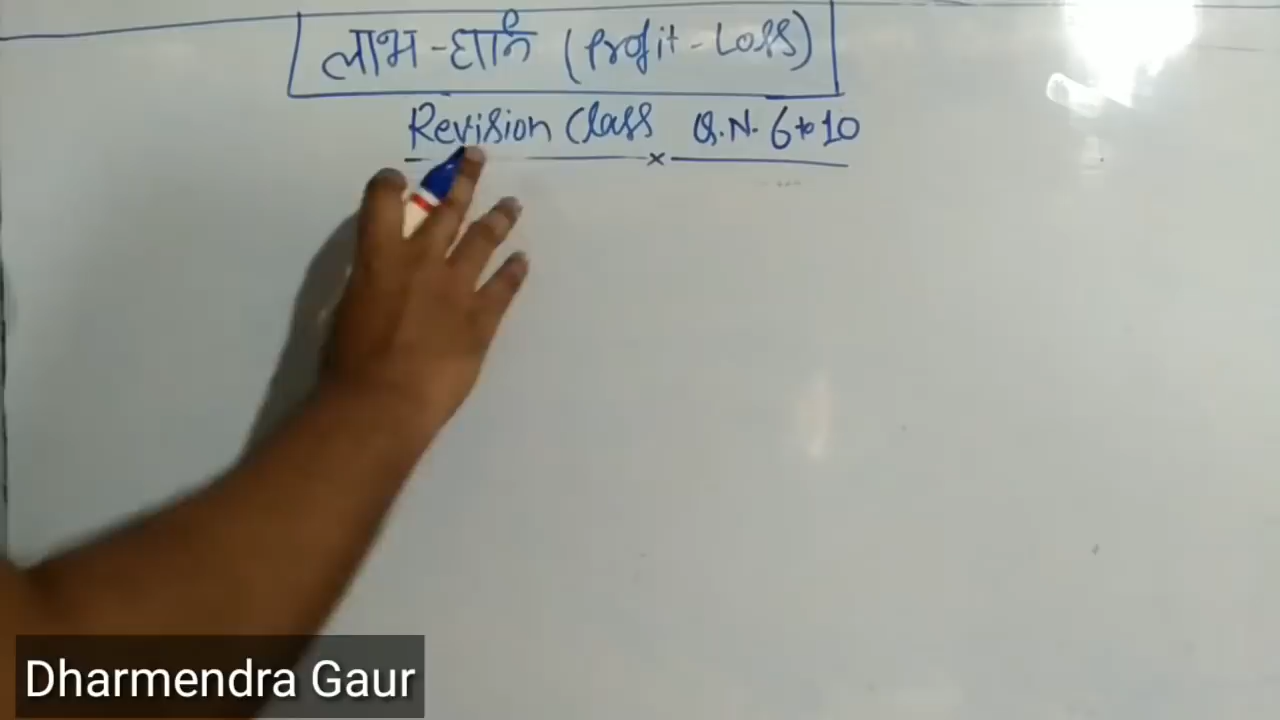 लाभ-हानि (Profit-Loss)
Revision Class Q.N. 6 to 10
Dharmendra Gaur